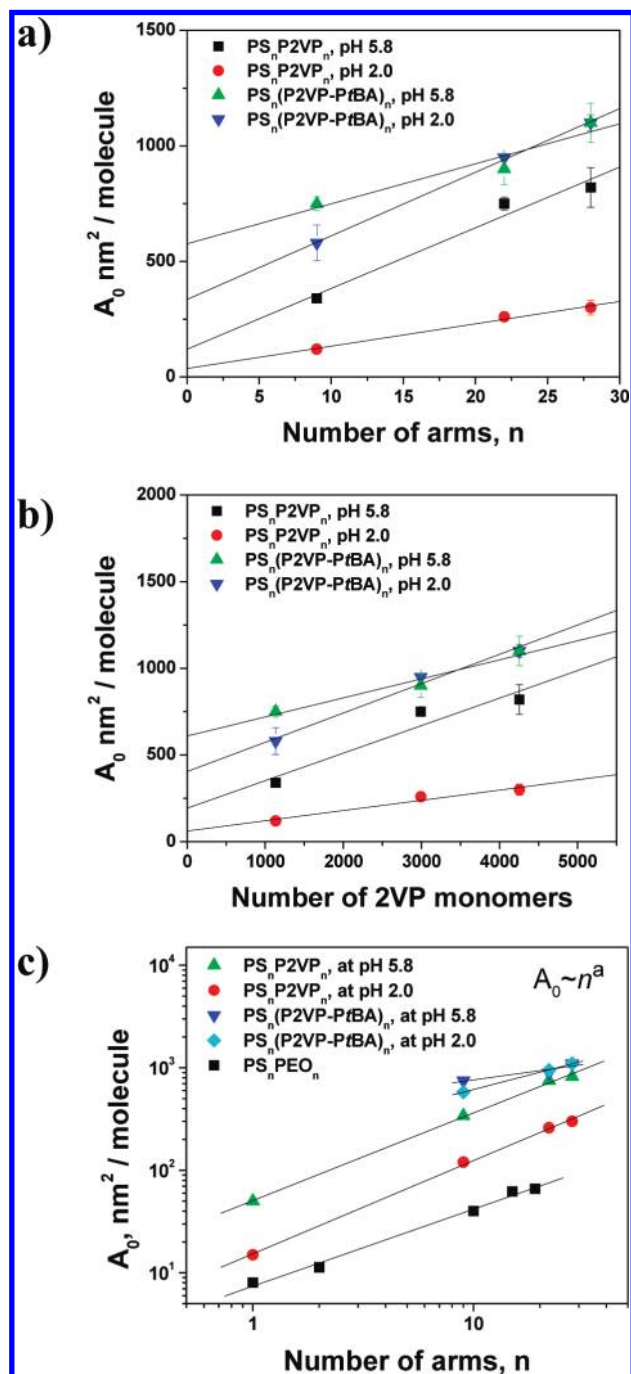 a)
1500
1000
500
0
A₀ nm² / molecule
PSₙP2VPₙ, pH 5.8
PSₙP2VPₙ, pH 2.0
PSₙ(P2VP-PtBA)ₙ, pH 5.8
PSₙ(P2VP-PtBA)ₙ, pH 2.0
0 5 10 15 20 25 30
Number of arms, n
b)
2000
1500
1000
500
0
A₀ nm² / molecule
PSₙP2VPₙ, pH 5.8
PSₙP2VPₙ, pH 2.0
PSₙ(P2VP-PtBA)ₙ, pH 5.8
PSₙ(P2VP-PtBA)ₙ, pH 2.0
0 1000 2000 3000 4000 5000
Number of 2VP monomers
c)
10⁴
10³
10²
10¹
A₀, nm² / molecule
PSₙP2VPₙ, at pH 5.8
PSₙP2VPₙ, at pH 2.0
PSₙ(P2VP-PtBA)ₙ, at pH 5.8
PSₙ(P2VP-PtBA)ₙ, at pH 2.0
PSₙPEOₙ
A₀~nᵃ
1 10
Number of arms, n